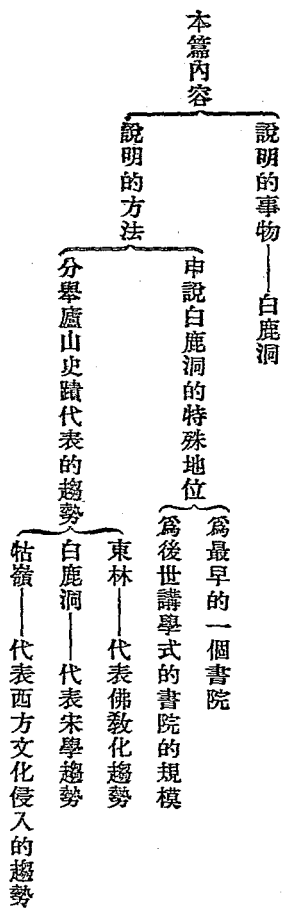 本篇內容
說明的事物——白鹿洞
說明的方法
申說白鹿洞的特殊地位
爲最早的一個書院
爲後世講學式的書院的規模
分舉廬山史蹟代表的趨勢
東林——代表佛教化趨勢
白鹿洞——代表宋學趨勢
牯嶺——代表西方文化侵入的趨勢